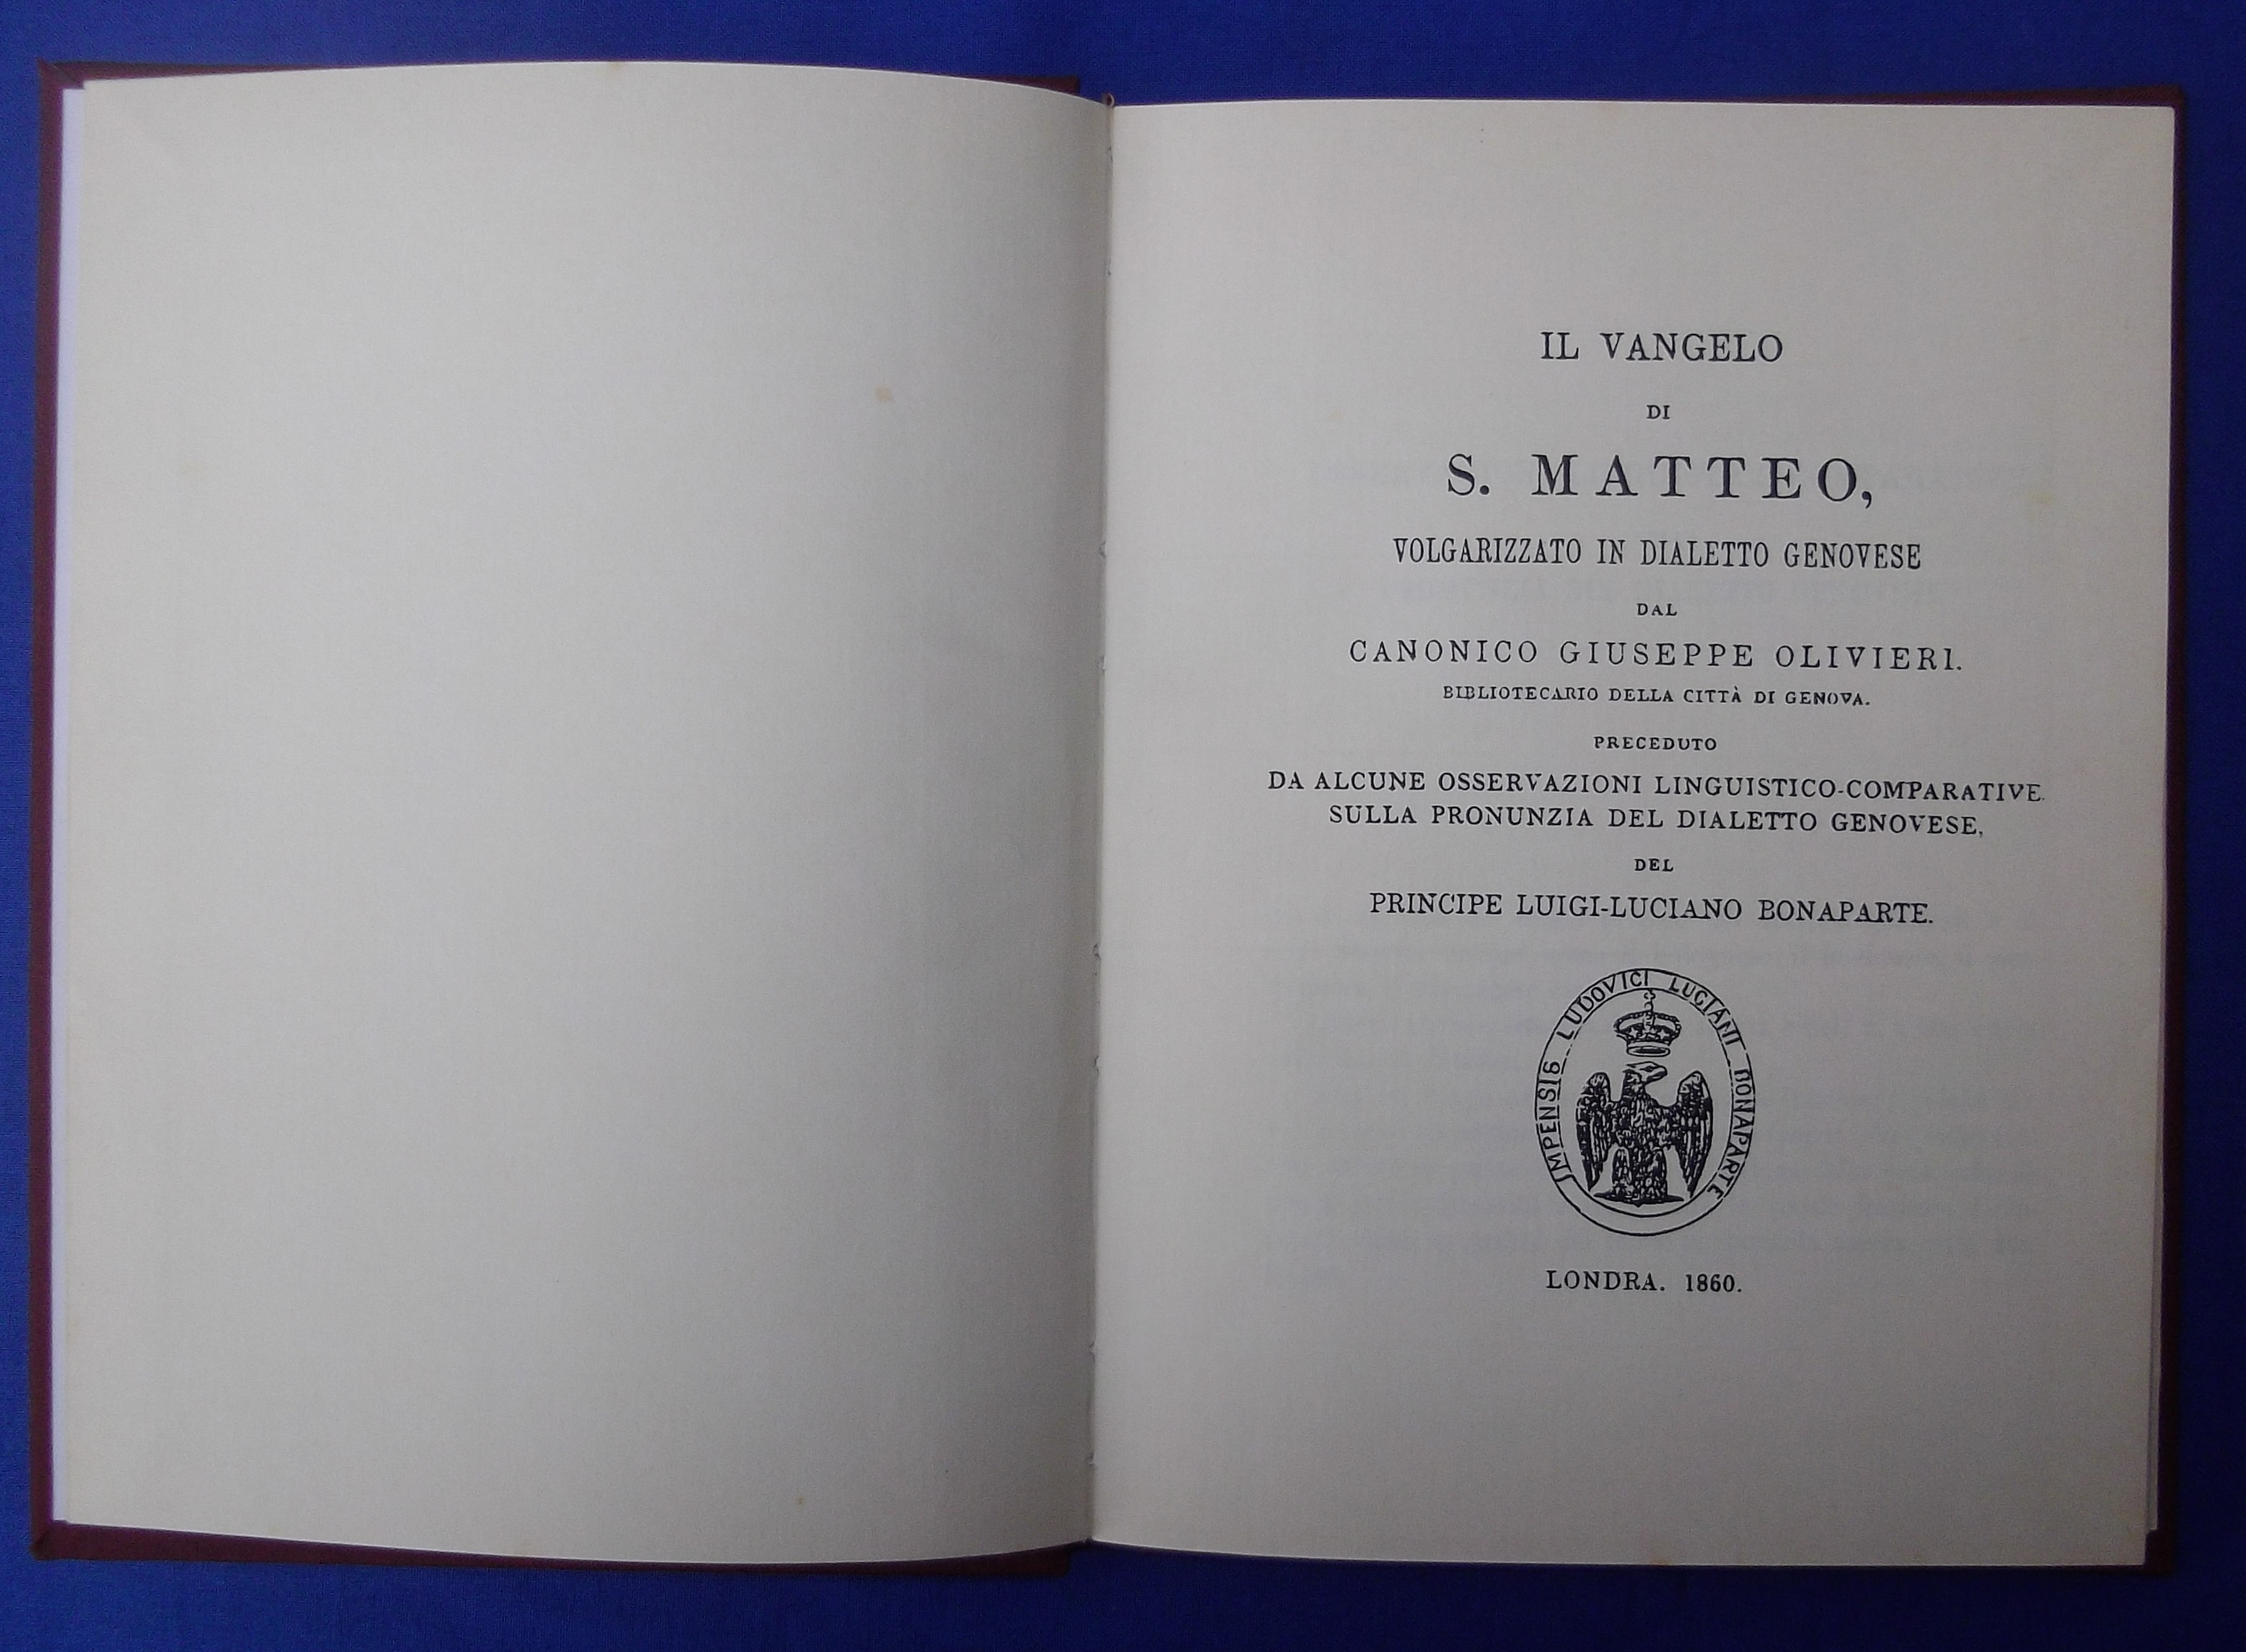 IL VANGELO
DI
S. MATTEO,
VOLGARIZZATO IN DIALETTO GENOVESE
DAL
CANONICO GIUSEPPE OLIVIERI.
BIBLIOTECARIO DELLA CITTÀ DI GENOVA.
PRECEDUTO
DA ALCUNE OSSERVAZIONI LINGUISTICO-COMPARATIVE
SULLA PRONUNZIA DEL DIALETTO GENOVESE,
DEL
PRINCIPE LUIGI-LUCIANO BONAPARTE.
IMPENSIS LUDOVICI LUCIANI BONAPARTE
LONDRA. 1860.